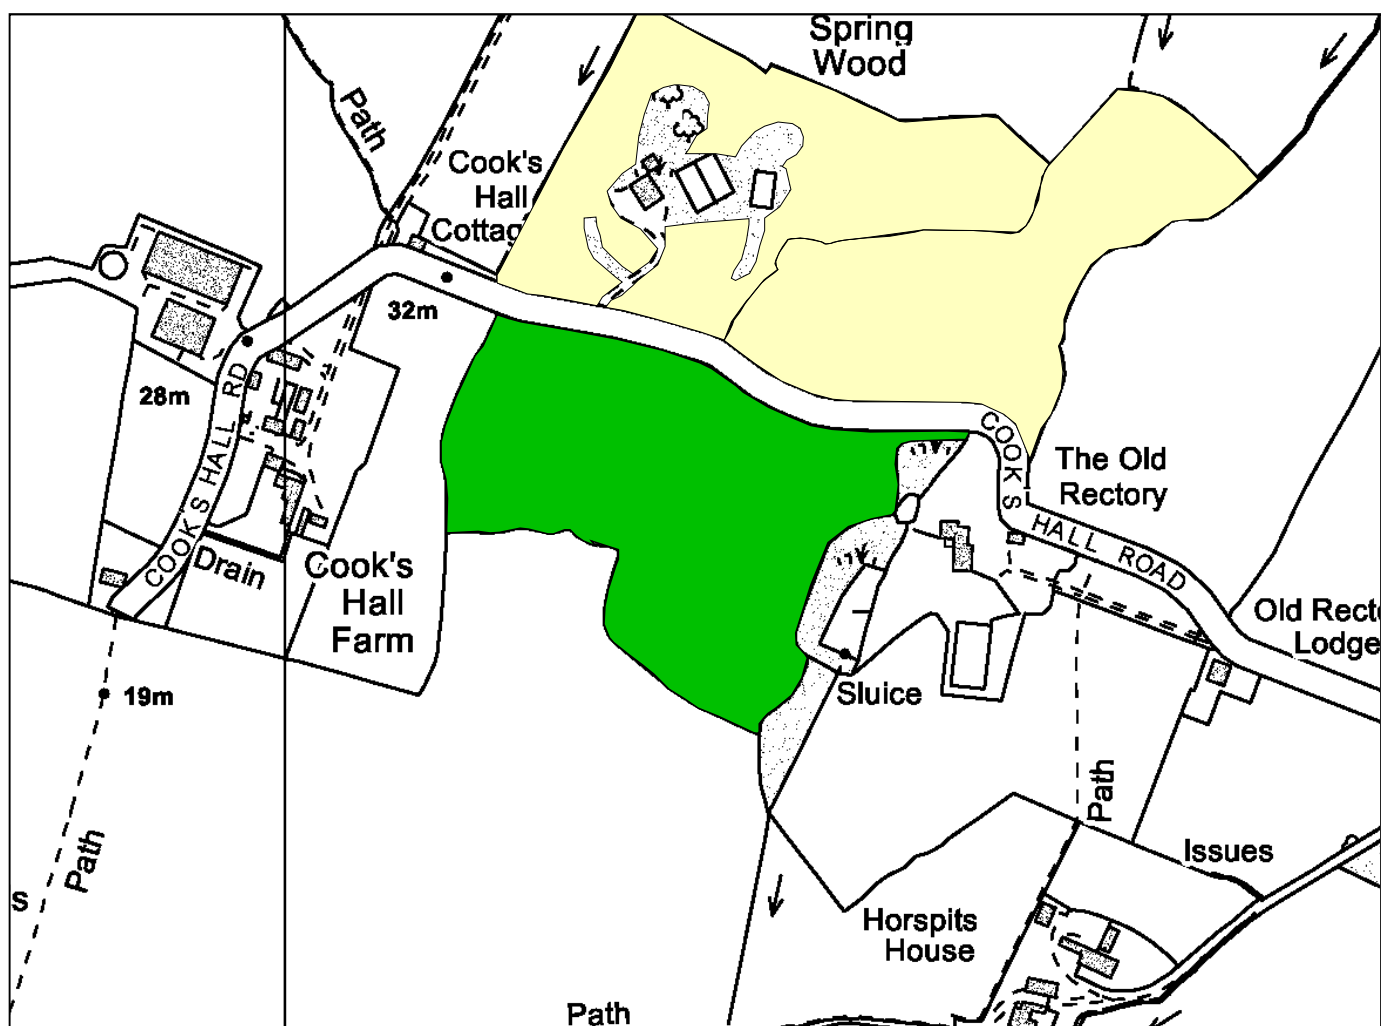 Spring
Wood
Path
Cook's
Hall
Cottag
32m
28m
COOK'S HALL RD
COOK'S HALL ROAD
The Old
Rectory
Drain
Cook's
Hall
Farm
Old Recto
Lodge
19m
Sluice
Path
Path
Issues
s
Horspits
House
Path